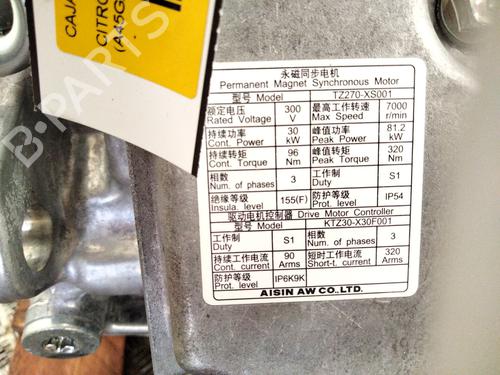 CAJA
CITRO
(A45G
B-PARTS
永磁同步电机
Permanent Magnet Synchronous Motor
型号 Model TZ270-XS001
额定电压 300 最高工作转速 7000
Rated Voltage V Max Speed r/min
持续功率 30 峰值功率 81.2
Cont. Power kW Peak Power kW
持续转矩 96 峰值转矩 320
Cont. Torque Nm Peak Torque Nm
相数 3 工作制 S1
Num. of phases Duty
绝缘等级 155(F) 防护等级 IP54
Insula. level Prot. level
驱动电机控制器 Drive Motor Controller
型号 Model KTZ30-X30F001
工作制 S1 相数 3
Duty Num. of phases
持续工作电流 90 短时工作电流 320
Cont. current Arms Short-t. current Arms
防护等级 IP6K9K
Prot. level
AISIN AW CO.,LTD.